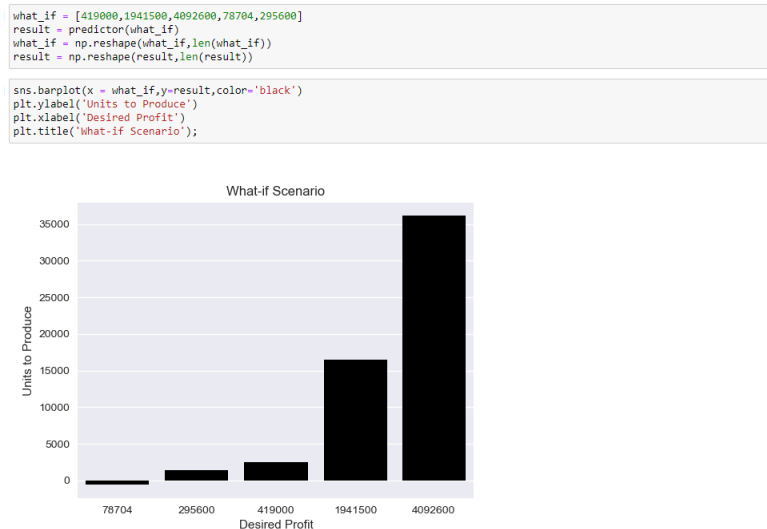 what_if = [419000,1941500,4092600,78704,295600]
result = predictor(what_if)
what_if = np.reshape(what_if,len(what_if))
result = np.reshape(result,len(result))
sns.barplot(x = what_if,y=result,color='black')
plt.ylabel('Units to Produce')
plt.xlabel('Desired Profit')
plt.title('What-if Scenario');
What-if Scenario
35000
30000
25000
20000
15000
10000
5000
0
Units to Produce
78704 295600 419000 1941500 4092600
Desired Profit